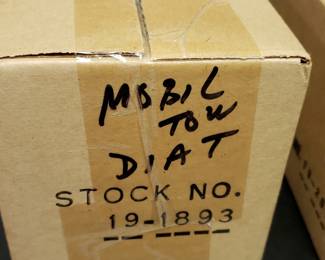 MOBIL
TOW
DIAT
STOCK NO.
19-1893